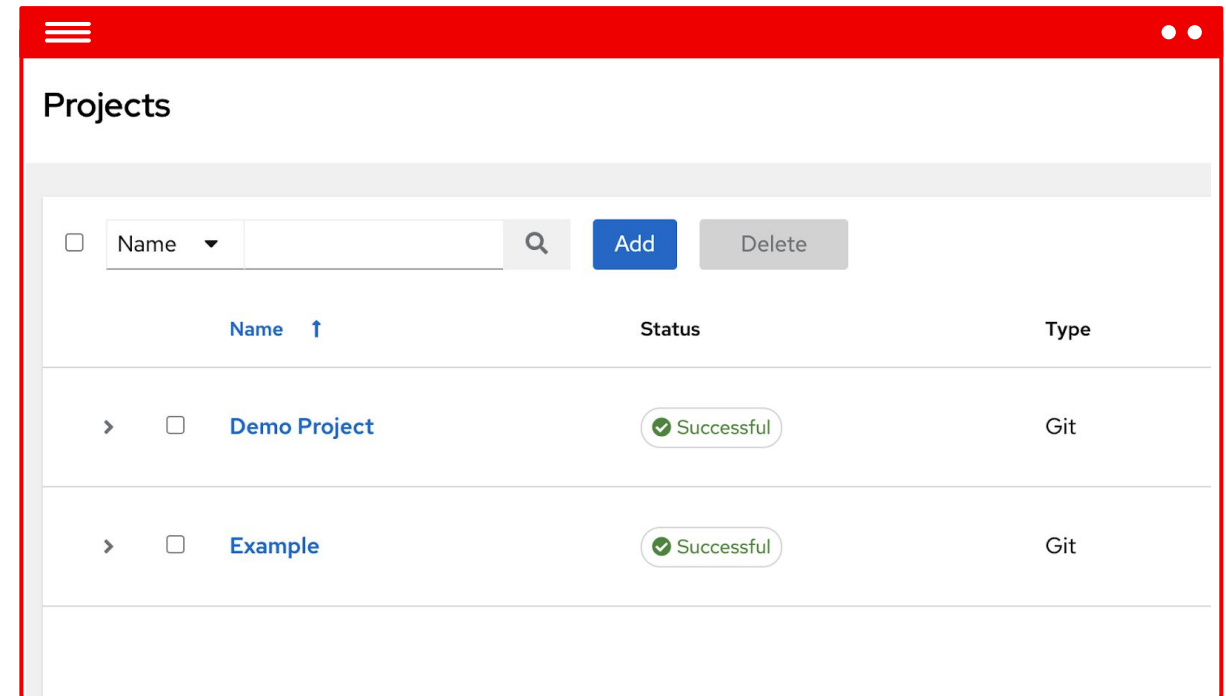 Projects
Name Add Delete
Name Status Type
Demo Project Successful Git
Example Successful Git